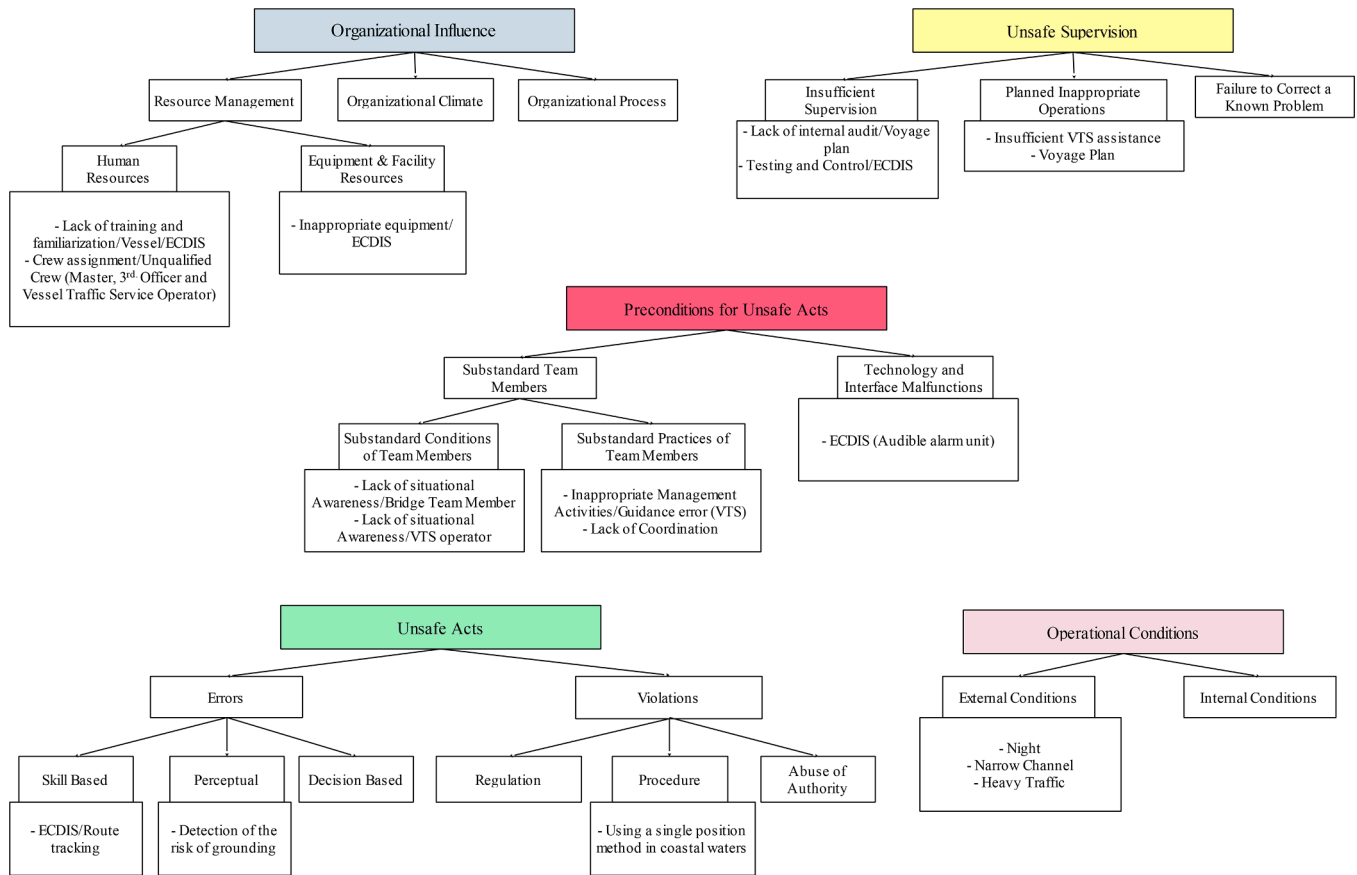 Organizational Influence
Resource Management
Organizational Climate
Organizational Process
Human
Resources
- Lack of training and
familiarization/Vessel/ECDIS
- Crew assignment/Unqualified
Crew (Master, 3rd. Officer and
Vessel Traffic Service Operator)
Equipment & Facility
Resources
- Inappropriate equipment/
ECDIS
Unsafe Supervision
Insufficient
Supervision
- Lack of internal audit/Voyage
plan
- Testing and Control/ECDIS
Planned Inappropriate
Operations
- Insufficient VTS assistance
- Voyage Plan
Failure to Correct a
Known Problem
Preconditions for Unsafe Acts
Substandard Team
Members
Substandard Conditions
of Team Members
- Lack of situational
Awareness/Bridge Team Member
- Lack of situational
Awareness/VTS operator
Substandard Practices of
Team Members
- Inappropriate Management
Activities/Guidance error (VTS)
- Lack of Coordination
Technology and
Interface Malfunctions
- ECDIS (Audible alarm unit)
Unsafe Acts
Errors
Skill Based
- ECDIS/Route
tracking
Perceptual
- Detection of the
risk of grounding
Decision Based
Violations
Regulation
Procedure
- Using a single position
method in coastal waters
Abuse of
Authority
Operational Conditions
External Conditions
- Night
- Narrow Channel
- Heavy Traffic
Internal Conditions